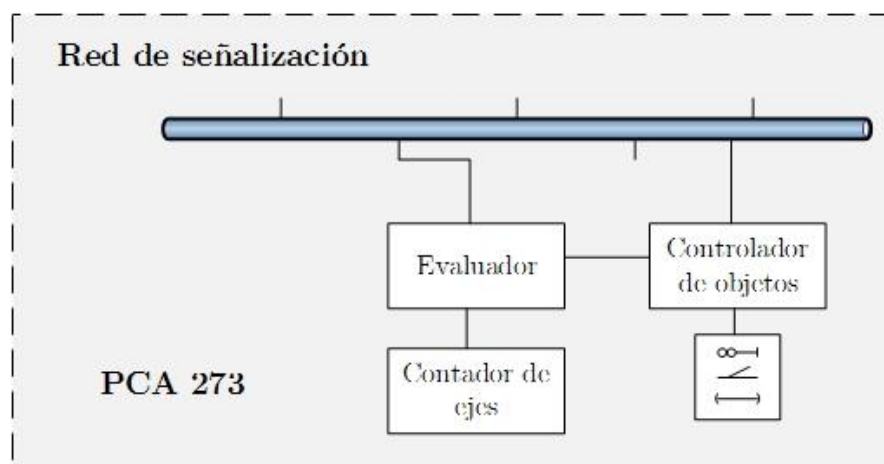 Red de señalización
Evaluador
Controlador
de objetos
Contador de
ejes
PCA 273